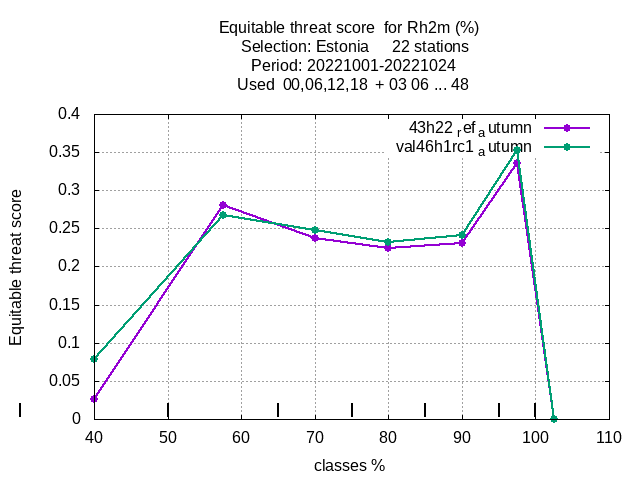 Equitable threat score for Rh2m (%)
Selection: Estonia 22 stations
Period: 20221001-20221024
Used 00,06,12,18 + 03 06 ... 48
43h22 ref a utumn
val46h1rc1 a utumn
Equitable threat score
0.4
0.35
0.3
0.25
0.2
0.15
0.1
0.05
0
40 50 60 70 80 90 100 110
classes %